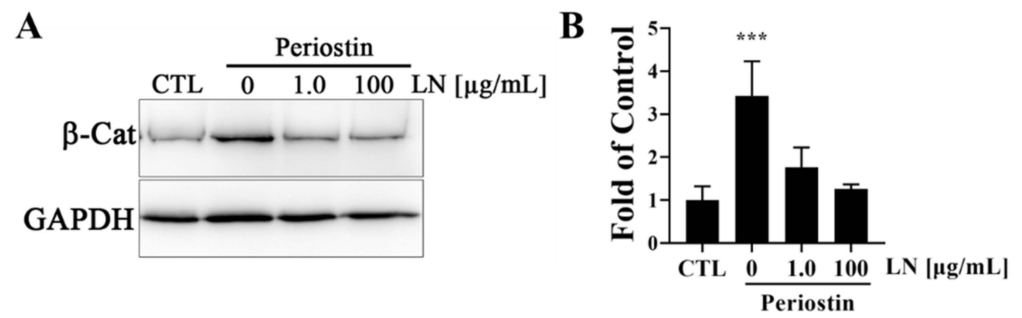 A
Periostin
CTL 0 1.0 100 LN [µg/mL]
β-Cat
GAPDH
B
Fold of Control
5
4
3
2
1
0
***
CTL 0 1.0 100 LN [µg/mL]
Periostin